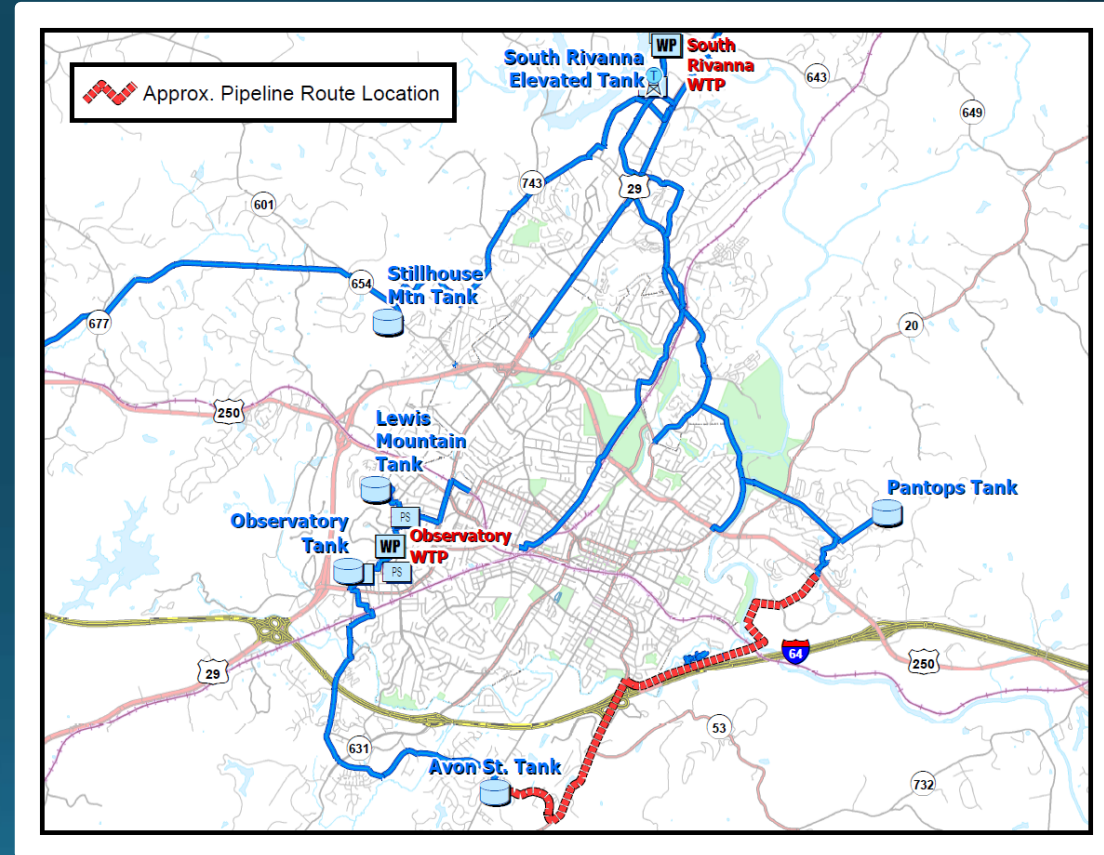 Approx. Pipeline Route Location
South Rivanna
Elevated Tank
WP
South
Rivanna
WTP
T
643
649
743
29
601
654
Stillhouse
Mtn Tank
677
20
250
Lewis
Mountain
Tank
Pantops Tank
PS
Observatory
Tank
WP
Observatory
WTP
PS
64
29
250
53
631
Avon St. Tank
732